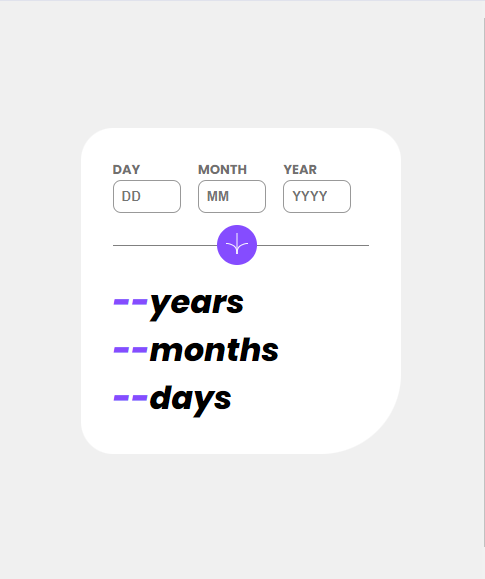 DAY MONTH YEAR
DD MM YYYY
--years
--months
--days